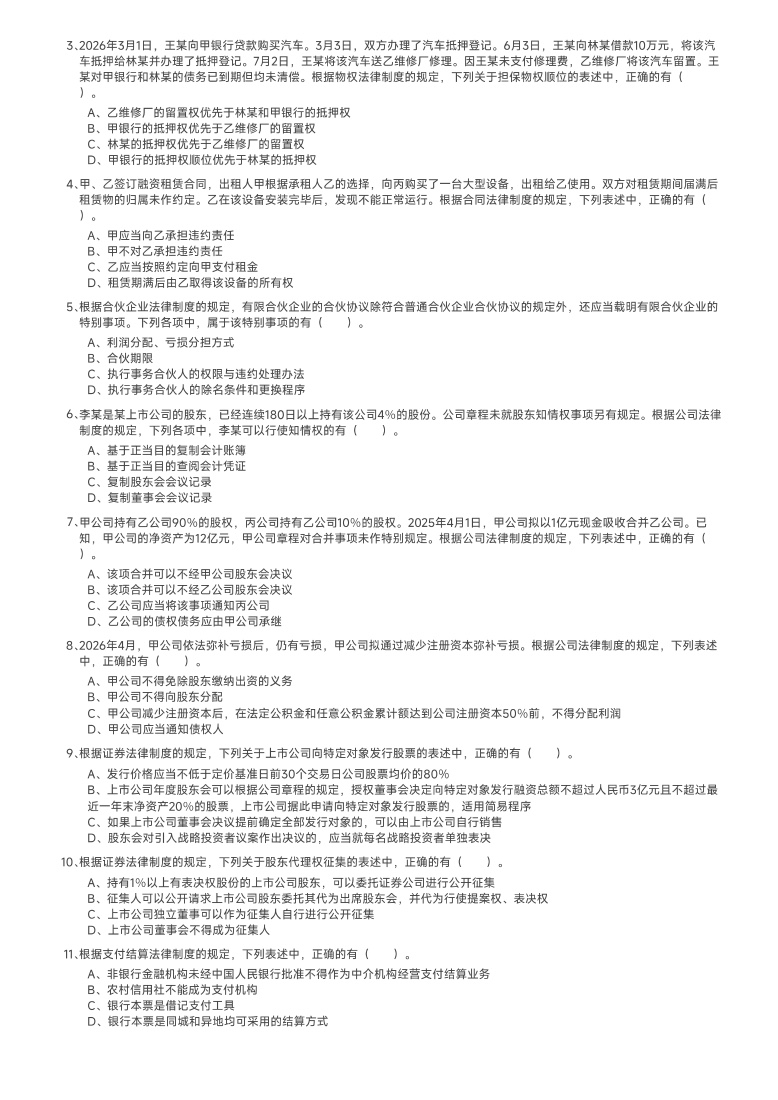 3、2026年3月1日，王某向甲银行贷款购买汽车。3月3日，双方办理了汽车抵押登记。6月3日，王某向林某借款10万元，将该汽
车抵押给林某并办理了抵押登记。7月2日，王某将该汽车送乙维修厂修理。因王某未支付修理费，乙维修厂将该汽车留置。王
某对甲银行和林某的债务已到期但均未清偿。根据物权法律制度的规定，下列关于担保物权顺位的表述中，正确的有（
）。
A、乙维修厂的留置权优先于林某和甲银行的抵押权
B、甲银行的抵押权优先于乙维修厂的留置权
C、林某的抵押权优先于乙维修厂的留置权
D、甲银行的抵押权顺位优先于林某的抵押权
4、甲、乙签订融资租赁合同，出租人甲根据承租人乙的选择，向丙购买了一台大型设备，出租给乙使用。双方对租赁期间届满后
租赁物的归属未作约定。乙在该设备安装完毕后，发现不能正常运行。根据合同法律制度的规定，下列表述中，正确的有（
）。
A、甲应当向乙承担违约责任
B、甲不对乙承担违约责任
C、乙应当按照约定向甲支付租金
D、租赁期满后由乙取得该设备的所有权
5、根据合伙企业法律制度的规定，有限合伙企业的合伙协议除符合普通合伙企业合伙协议的规定外，还应当载明有限合伙企业的
特别事项。下列各项中，属于该特别事项的有（　　）。
A、利润分配、亏损分担方式
B、合伙期限
C、执行事务合伙人的权限与违约处理办法
D、执行事务合伙人的除名条件和更换程序
6、李某是某上市公司的股东，已经连续180日以上持有该公司4%的股份。公司章程未就股东知情权事项另有规定。根据公司法律
制度的规定，下列各项中，李某可以行使知情权的有（　　）。
A、基于正当目的复制会计账簿
B、基于正当目的查阅会计凭证
C、复制股东会会议记录
D、复制董事会会议记录
7、甲公司持有乙公司90%的股权，丙公司持有乙公司10%的股权。2025年4月1日，甲公司拟以1亿元现金吸收合并乙公司。已
知，甲公司的净资产为12亿元，甲公司章程对合并事项未作特别规定。根据公司法律制度的规定，下列表述中，正确的有（
）。
A、该项合并可以不经甲公司股东会决议
B、该项合并可以不经乙公司股东会决议
C、乙公司应当将该事项通知丙公司
D、乙公司的债权债务应由甲公司承继
8、2026年4月，甲公司依法弥补亏损后，仍有亏损，甲公司拟通过减少注册资本弥补亏损。根据公司法律制度的规定，下列表述
中，正确的有（　　）。
A、甲公司不得免除股东缴纳出资的义务
B、甲公司不得向股东分配
C、甲公司减少注册资本后，在法定公积金和任意公积金累计额达到公司注册资本50%前，不得分配利润
D、甲公司应当通知债权人
9、根据证券法律制度的规定，下列关于上市公司向特定对象发行股票的表述中，正确的有（　　）。
A、发行价格应当不低于定价基准日前30个交易日公司股票均价的80%
B、上市公司年度股东会可以根据公司章程的规定，授权董事会决定向特定对象发行融资总额不超过人民币3亿元且不超过最
近一年末净资产20%的股票，上市公司据此申请向特定对象发行股票的，适用简易程序
C、如果上市公司董事会决议提前确定全部发行对象的，可以由上市公司自行销售
D、股东会对引入战略投资者议案作出决议的，应当就每名战略投资者单独表决
10、根据证券法律制度的规定，下列关于股东代理权征集的表述中，正确的有（　　）。
A、持有1%以上有表决权股份的上市公司股东，可以委托证券公司进行公开征集
B、征集人可以公开请求上市公司股东委托其代为出席股东会，并代为行使提案权、表决权
C、上市公司独立董事可以作为征集人自行进行公开征集
D、上市公司董事会不得成为征集人
11、根据支付结算法律制度的规定，下列表述中，正确的有（　　）。
A、非银行金融机构未经中国人民银行批准不得作为中介机构经营支付结算业务
B、农村信用社不能成为支付机构
C、银行本票是借记支付工具
D、银行本票是同城和异地均可采用的结算方式